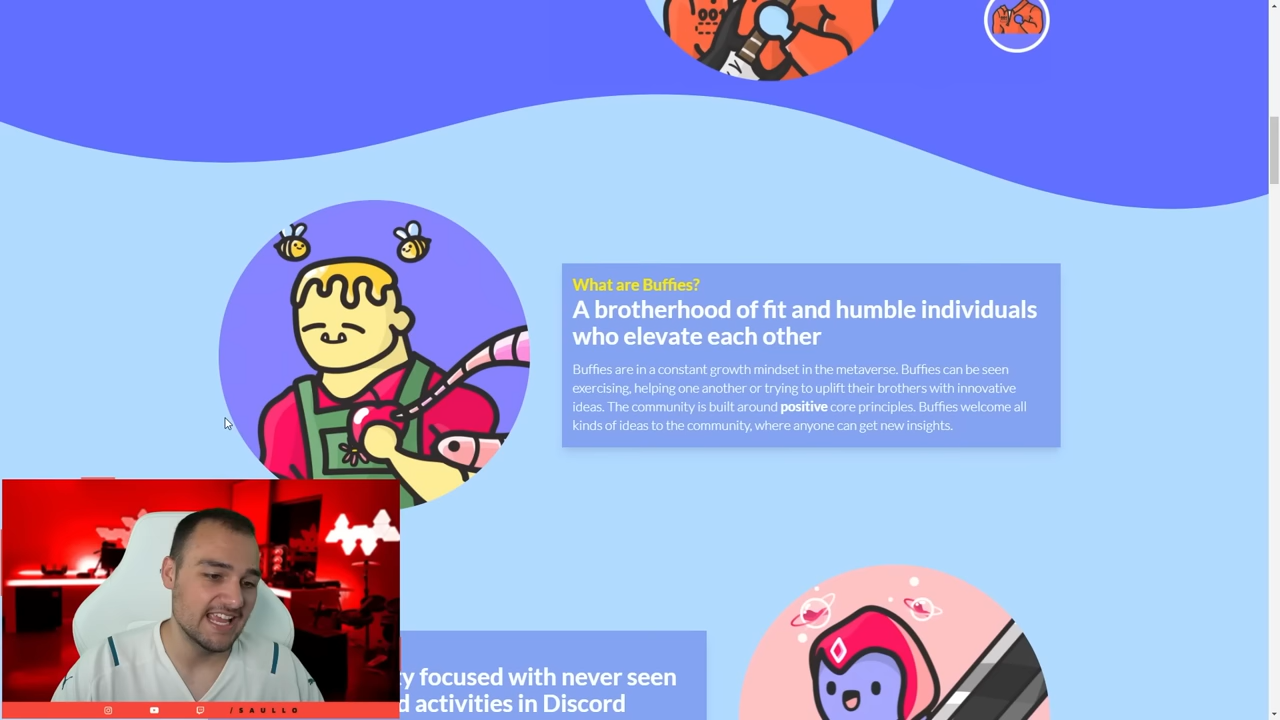 001
What are Buffies?
A brotherhood of fit and humble individuals
who elevate each other
Buffies are in a constant growth mindset in the metaverse. Buffies can be seen
exercising, helping one another or trying to uplift their brothers with innovative
ideas. The community is built around positive core principles. Buffies welcome all
kinds of ideas to the community, where anyone can get new insights.
ty focused with never seen
d activities in Discord
/SAULLO